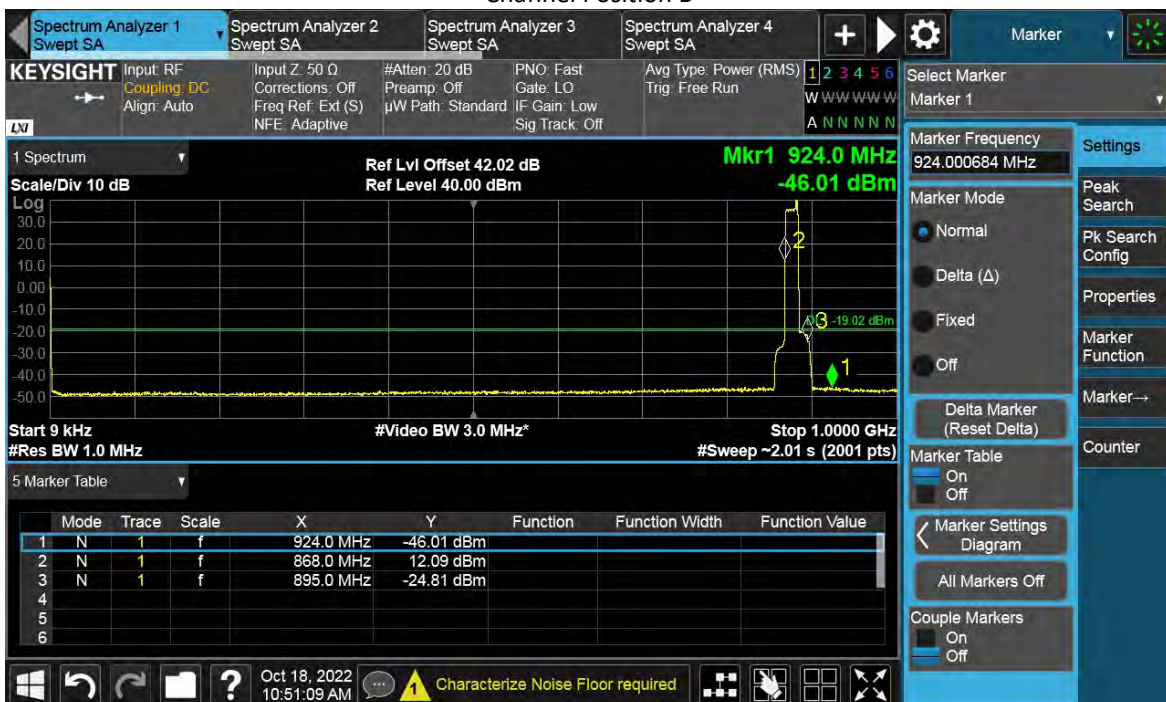 Spectrum Analyzer 1
Swept SA
Spectrum Analyzer 2
Swept SA
Spectrum Analyzer 3
Swept SA
Spectrum Analyzer 4
Swept SA
+
Marker
KEYSIGHT
LXI
Input: RF
Coupling: DC
Align: Auto
Input Z: 50 Ω
Corrections: Off
Freq Ref: Ext (S)
NFE: Adaptive
#Atten: 20 dB
Preamp: Off
µW Path: Standard
PNO: Fast
Gate: LO
IF Gain: Low
Sig Track: Off
Avg Type: Power (RMS)
Trig: Free Run
1 2 3 4 5 6
W W W W W W
A N N N N N
Select Marker
Marker 1
1 Spectrum
Scale/Div 10 dB
Ref Lvl Offset 42.02 dB
Ref Level 40.00 dBm
Mkr1 924.0 MHz
-46.01 dBm
Log
30.0
20.0
10.0
0.00
-10.0
-20.0
-30.0
-40.0
-50.0
2
3
-19.02 dBm
1
Start 9 kHz
#Video BW 3.0 MHz*
Stop 1.0000 GHz
#Res BW 1.0 MHz
#Sweep ~2.01 s (2001 pts)
5 Marker Table
Mode Trace Scale X Y Function Function Width Function Value
1 N 1 f 924.0 MHz -46.01 dBm
2 N 1 f 868.0 MHz 12.09 dBm
3 N 1 f 895.0 MHz -24.81 dBm
4
5
6
Marker Frequency
924.000684 MHz
Marker Mode
Normal
Delta (Δ)
Fixed
Off
Delta Marker
(Reset Delta)
Marker Table
On
Off
Marker Settings
Diagram
All Markers Off
Couple Markers
On
Off
Settings
Peak
Search
Pk Search
Config
Properties
Marker
Function
Marker→
Counter
?
Oct 18, 2022
10:51:09 AM
1
Characterize Noise Floor required